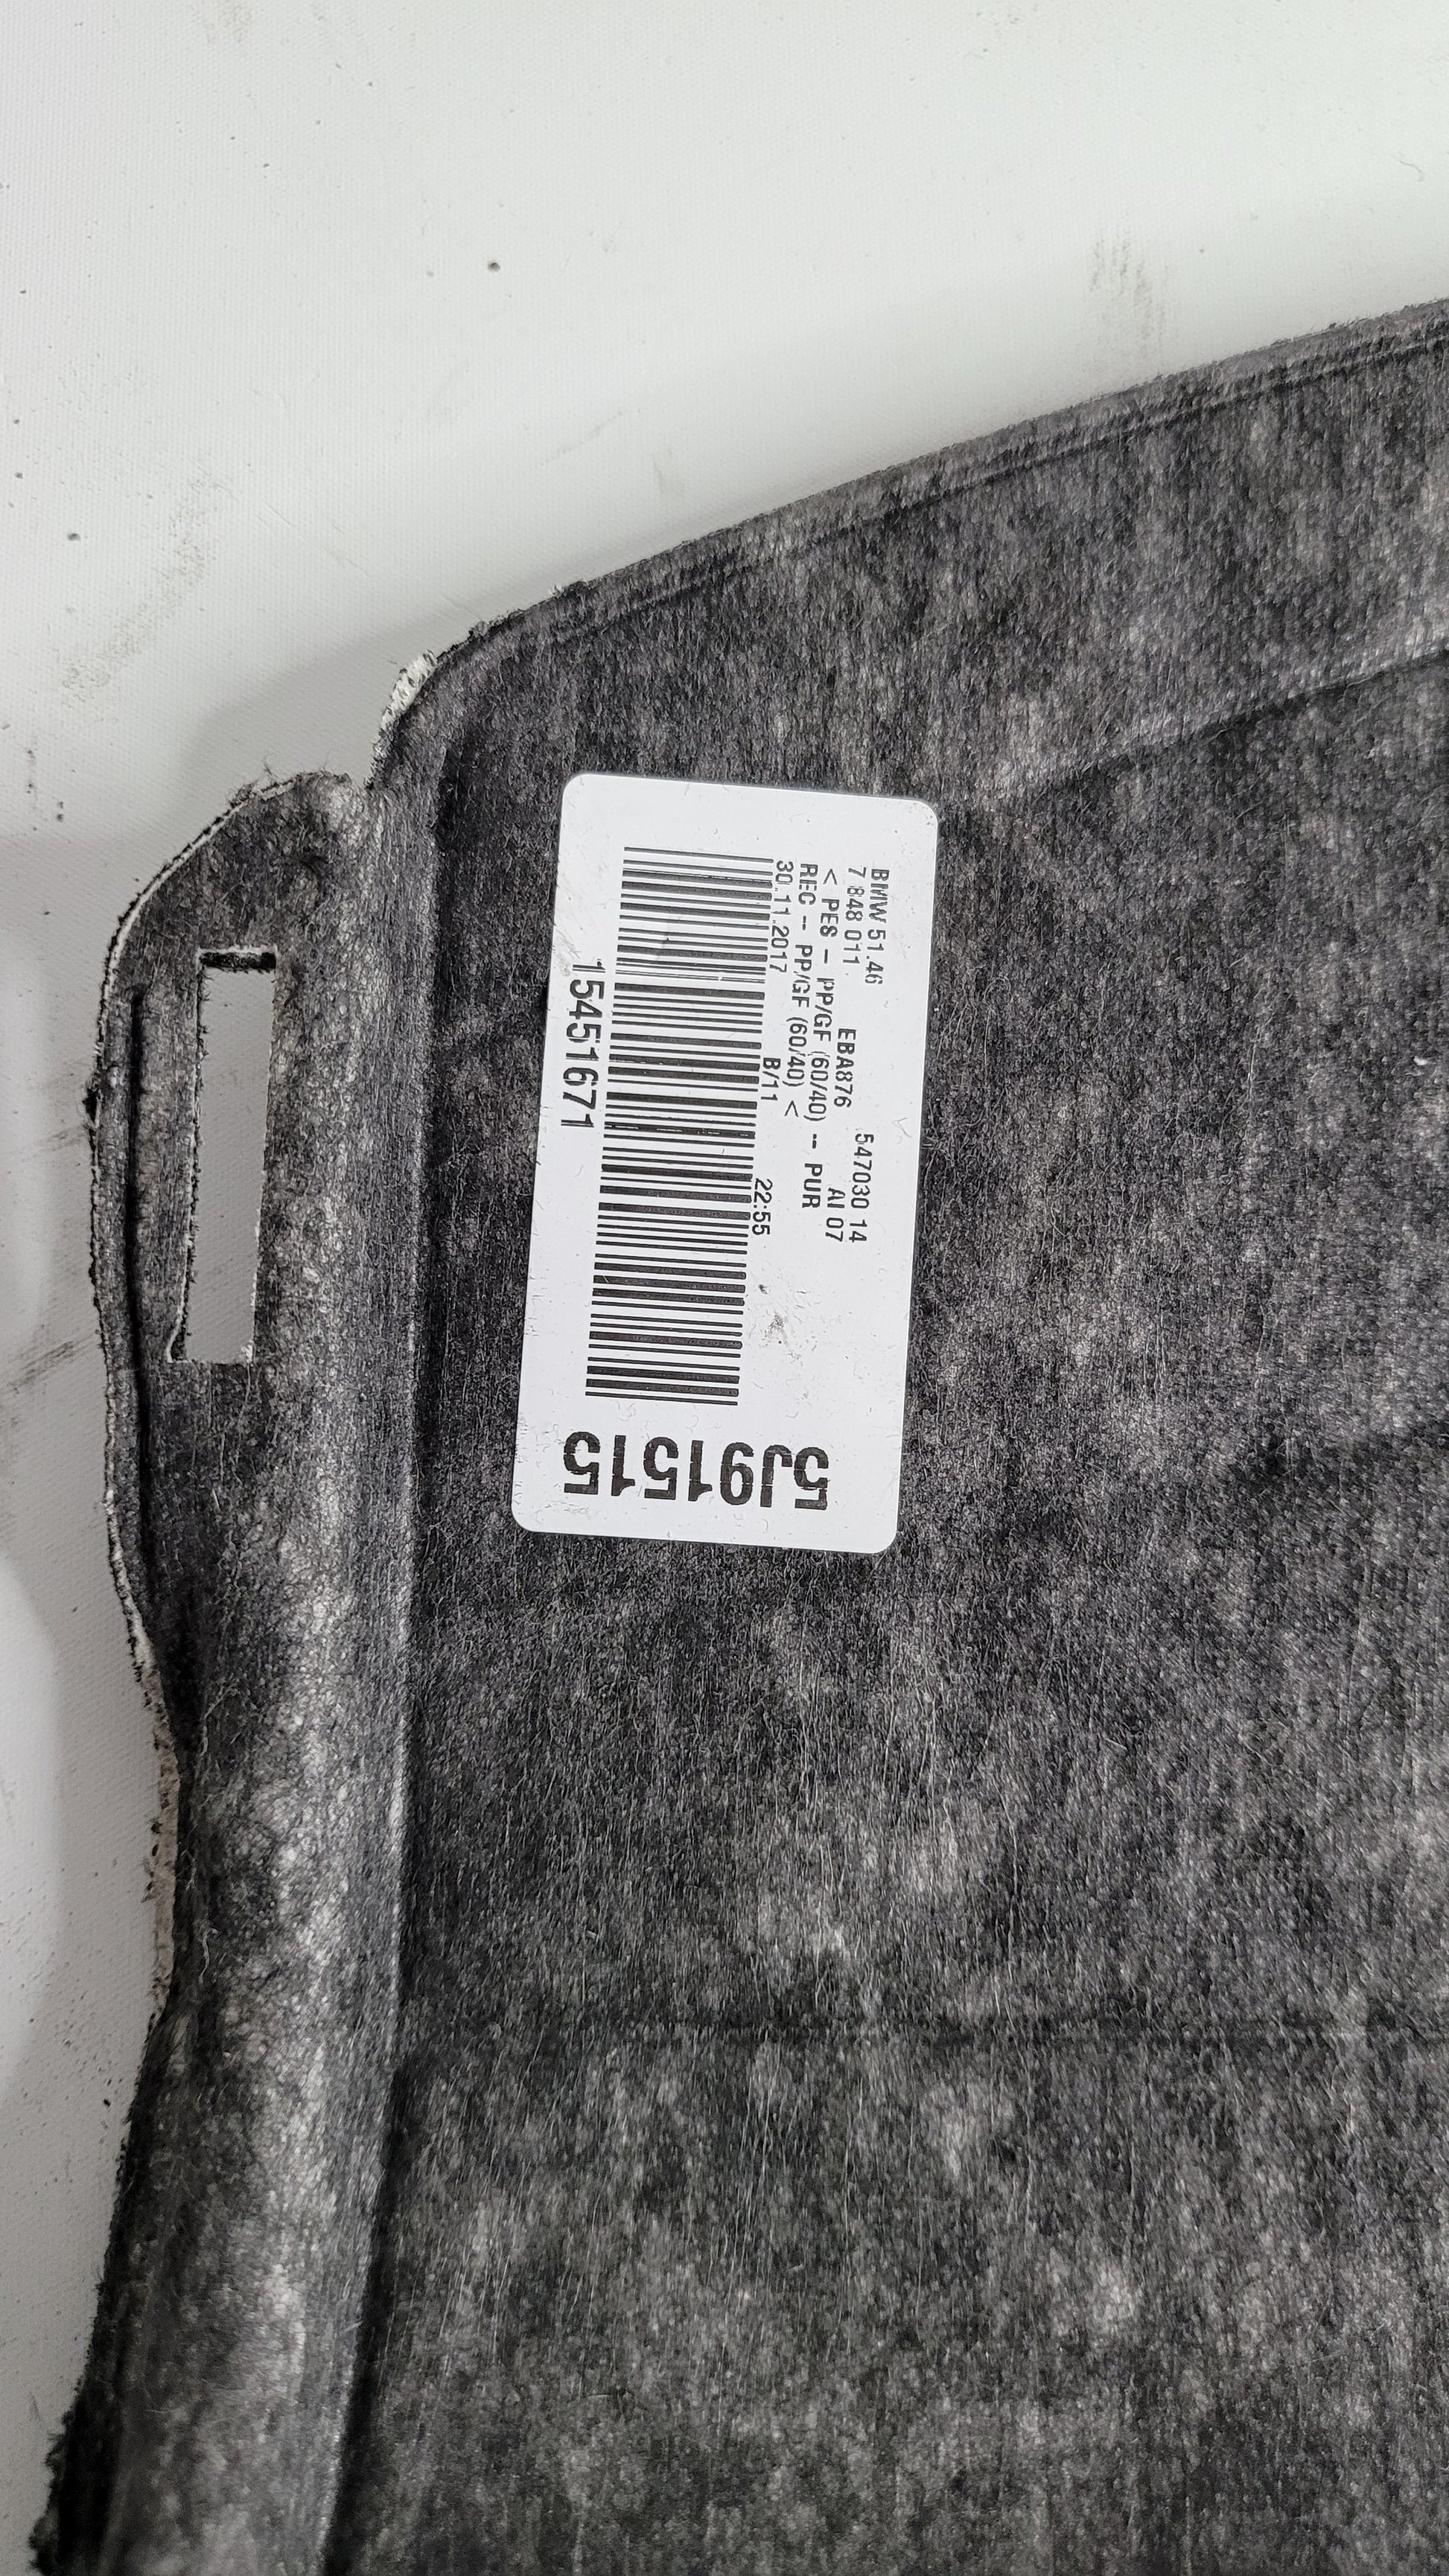 BMW 51.46
7 848 011 547030 14
EBA876 AI 07
< PES - PP/GF (60/40) -- PUR
REC -- PP/GF (60/40) <
30.11.2017 B/11 22:55
15451671
5J91515